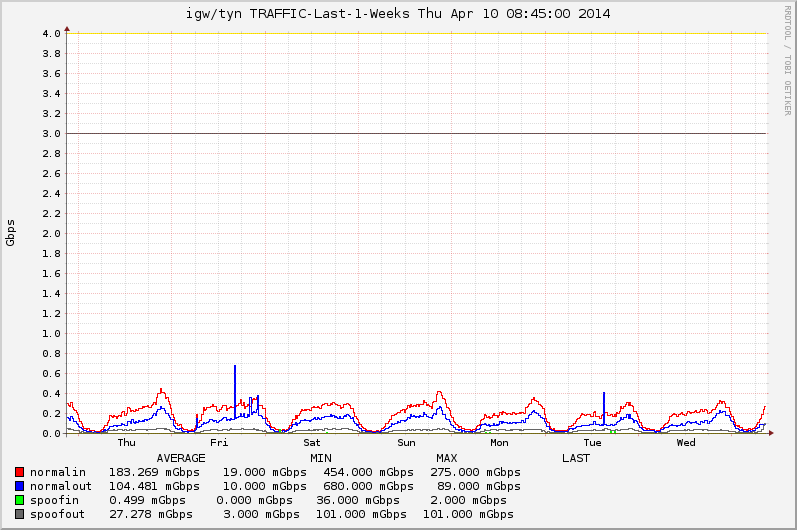 igw/tyn TRAFFIC-Last-1-Weeks Thu Apr 10 08:45:00 2014
RRDTOOL / TOBI OETIKER
Gbps
4.0
3.8
3.6
3.4
3.2
3.0
2.8
2.6
2.4
2.2
2.0
1.8
1.6
1.4
1.2
1.0
0.8
0.6
0.4
0.2
0.0
Thu Fri Sat Sun Mon Tue Wed
AVERAGE MIN MAX LAST
normalin 183.269 mGbps 19.000 mGbps 454.000 mGbps 275.000 mGbps
normalout 104.481 mGbps 10.000 mGbps 680.000 mGbps 89.000 mGbps
spoofin 0.499 mGbps 0.000 mGbps 36.000 mGbps 2.000 mGbps
spoofout 27.278 mGbps 3.000 mGbps 101.000 mGbps 101.000 mGbps